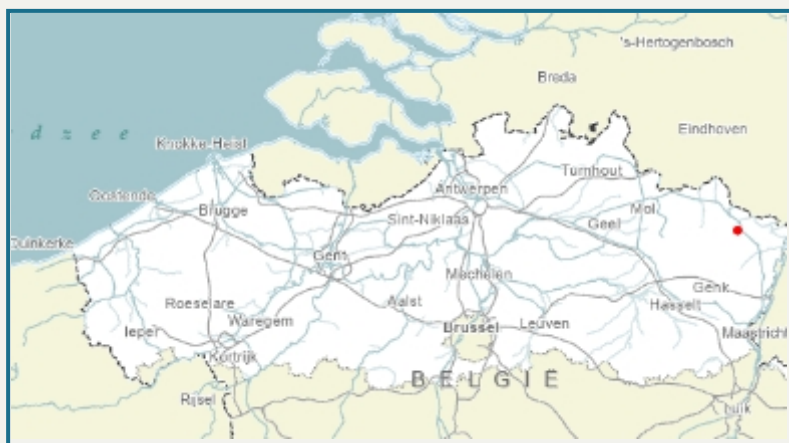 's-Hertogenbosch
Breda
dzee
Eindhoven
Knokke-Heist
Turnhout
Antwerpen
Oostende
Mol
Brugge
Sint-Niklaas
Geel
Duinkerke
Gent
Mechelen
Genk
Roeselare
Aalst
Hasselt
Waregem
Ieper
Brussel
Leuven
Maastricht
Kortrijk
BELGIË
Rijsel
Luik